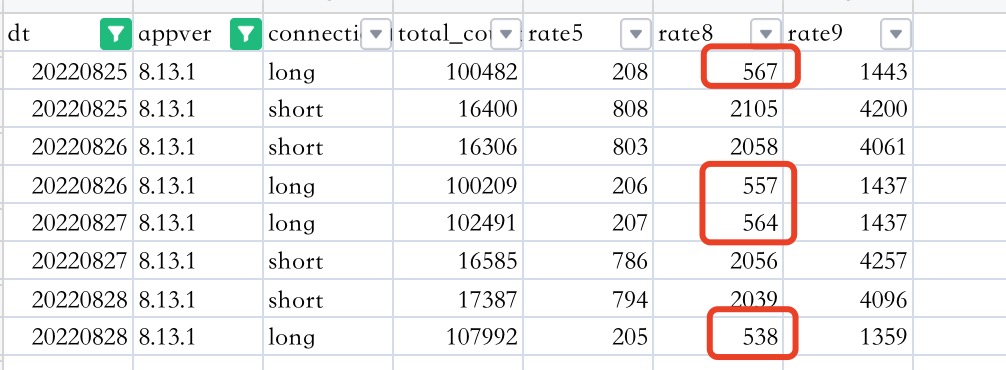 dt appver connecti total_cou rate5 rate8 rate9
20220825 8.13.1 long 100482 208 567 1443
20220825 8.13.1 short 16400 808 2105 4200
20220826 8.13.1 short 16306 803 2058 4061
20220826 8.13.1 long 100209 206 557 1437
20220827 8.13.1 long 102491 207 564 1437
20220827 8.13.1 short 16585 786 2056 4257
20220828 8.13.1 short 17387 794 2039 4096
20220828 8.13.1 long 107992 205 538 1359